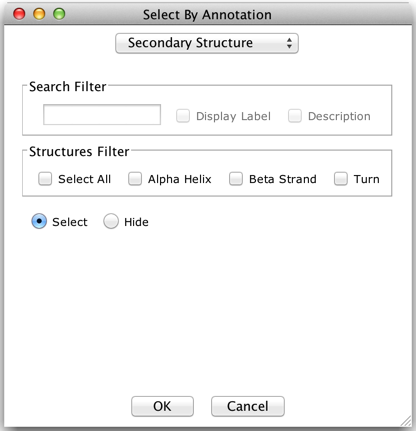 Select By Annotation
Secondary Structure
Search Filter
Display Label Description
Structures Filter
Select All Alpha Helix Beta Strand Turn
Select Hide
OK Cancel